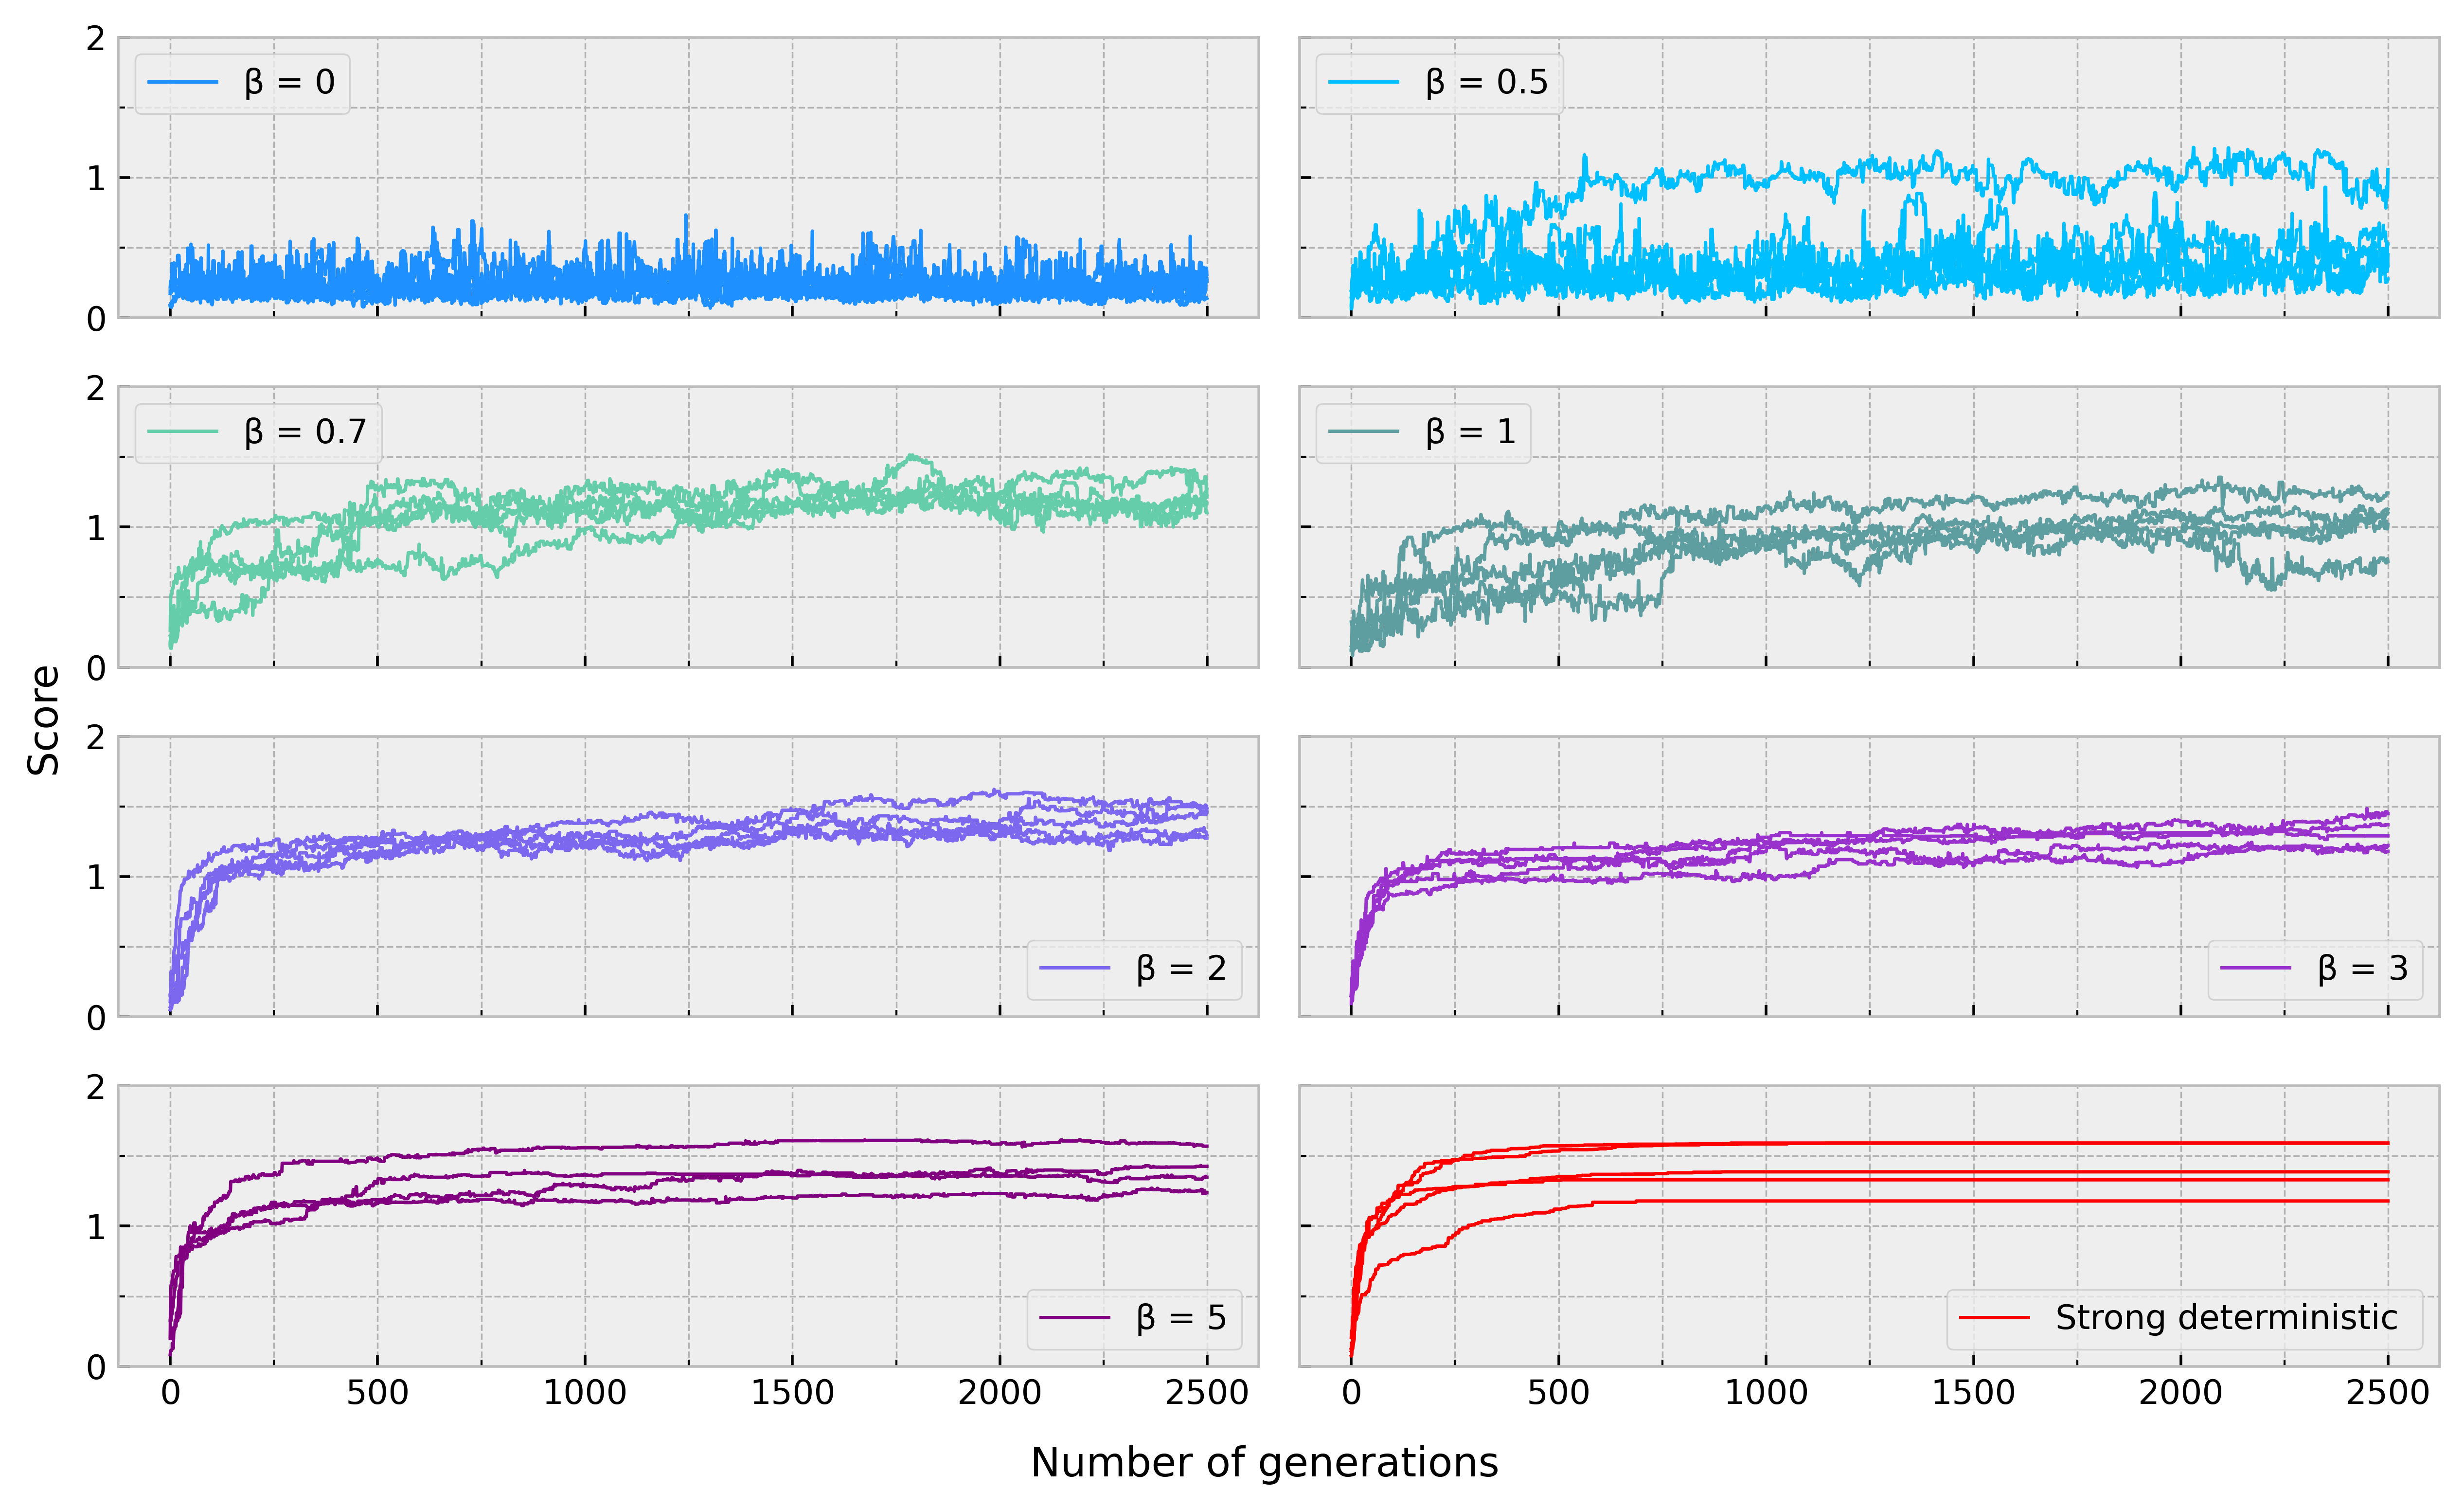 2
1
0
β = 0
β = 0.5
2
1
0
β = 0.7
β = 1
Score
2
1
0
β = 2
β = 3
2
1
0
β = 5
Strong deterministic
0 500 1000 1500 2000 2500
0 500 1000 1500 2000 2500
Number of generations